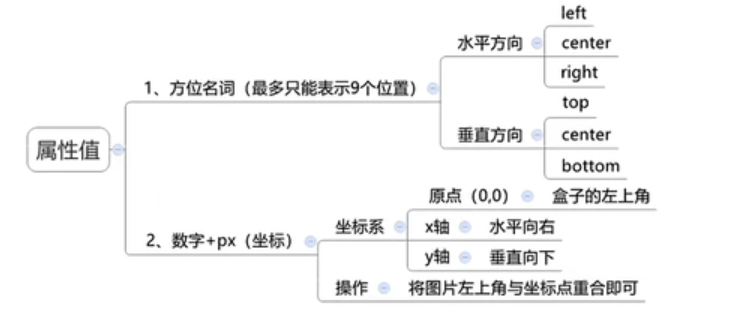 属性值
1、方位名词（最多只能表示9个位置）
水平方向
left
center
right
垂直方向
top
center
bottom
2、数字+px（坐标）
坐标系
原点（0,0）
盒子的左上角
x轴
水平向右
y轴
垂直向下
操作
将图片左上角与坐标点重合即可